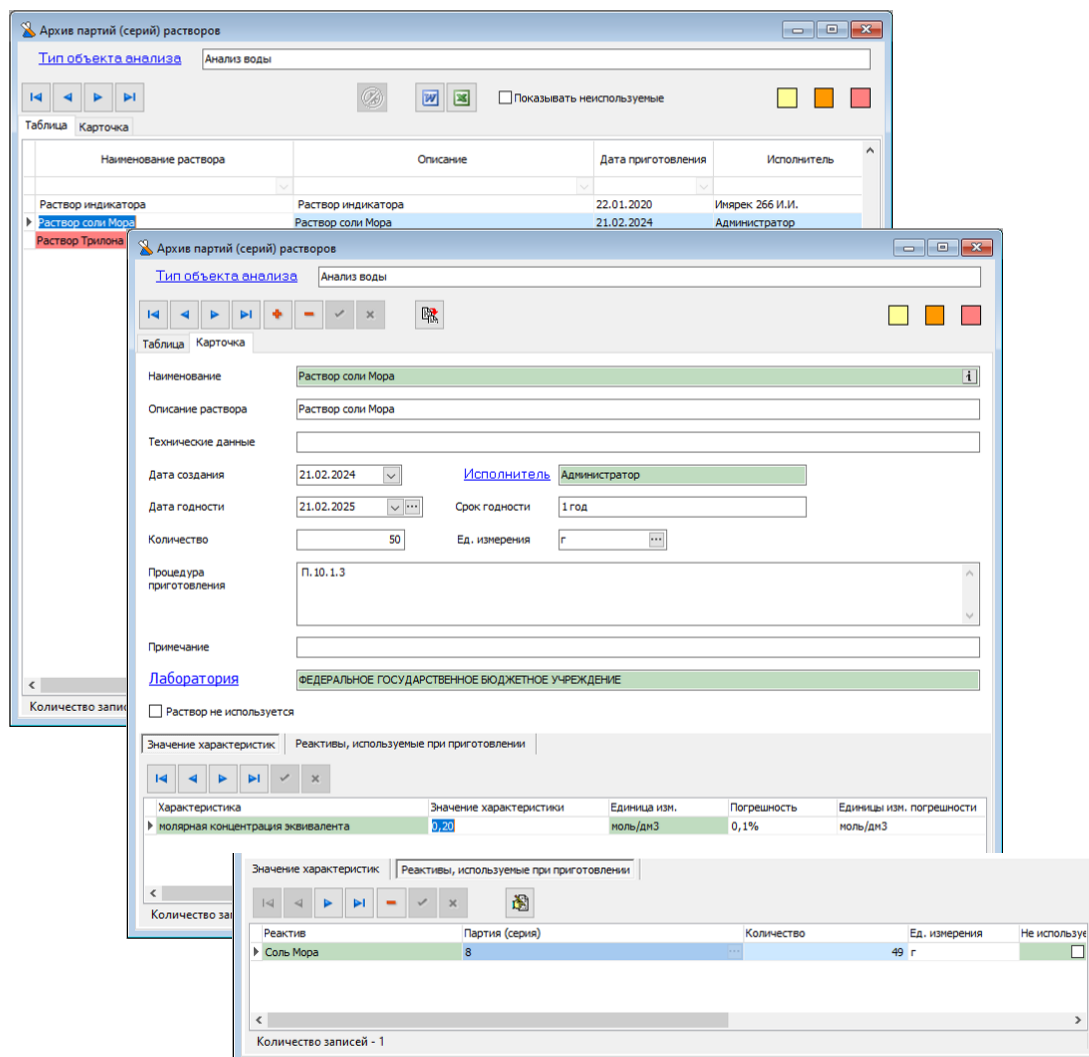 Архив партий (серий) растворов
Тип объекта анализа Анализ воды
Показывать неиспользуемые
Таблица Карточка
Наименование раствора Описание Дата приготовления Исполнитель
Раствор индикатора Раствор индикатора 22.01.2020 Имярек 266 И.И.
Раствор соли Мора Раствор соли Мора 21.02.2024 Администратор
Раствор Трилона
Количество
Архив партий (серий) растворов
Тип объекта анализа Анализ воды
Таблица Карточка
Наименование Раствор соли Мора
Описание раствора Раствор соли Мора
Технические данные
Дата создания 21.02.2024 Исполнитель Администратор
Дата годности 21.02.2025 Срок годности 1 год
Количество 50 Ед. измерения г
Процедура П.10.1.3
приготовления
Примечание
Лаборатория ФЕДЕРАЛЬНОЕ ГОСУДАРСТВЕННОЕ БЮДЖЕТНОЕ УЧРЕЖДЕНИЕ
Раствор не используется
Значение характеристик Реактивы, используемые при приготовлении
Характеристика Значение характеристики Единица изм. Погрешность Единицы изм. погрешности
молярная концентрация эквивалента 0,20 моль/дм3 0,1% моль/дм3
Количество
Значение характеристик Реактивы, используемые при приготовлении
Реактив Партия (серия) Количество Ед. измерения Не используе
Соль Мора 8 49 г
Количество записей - 1